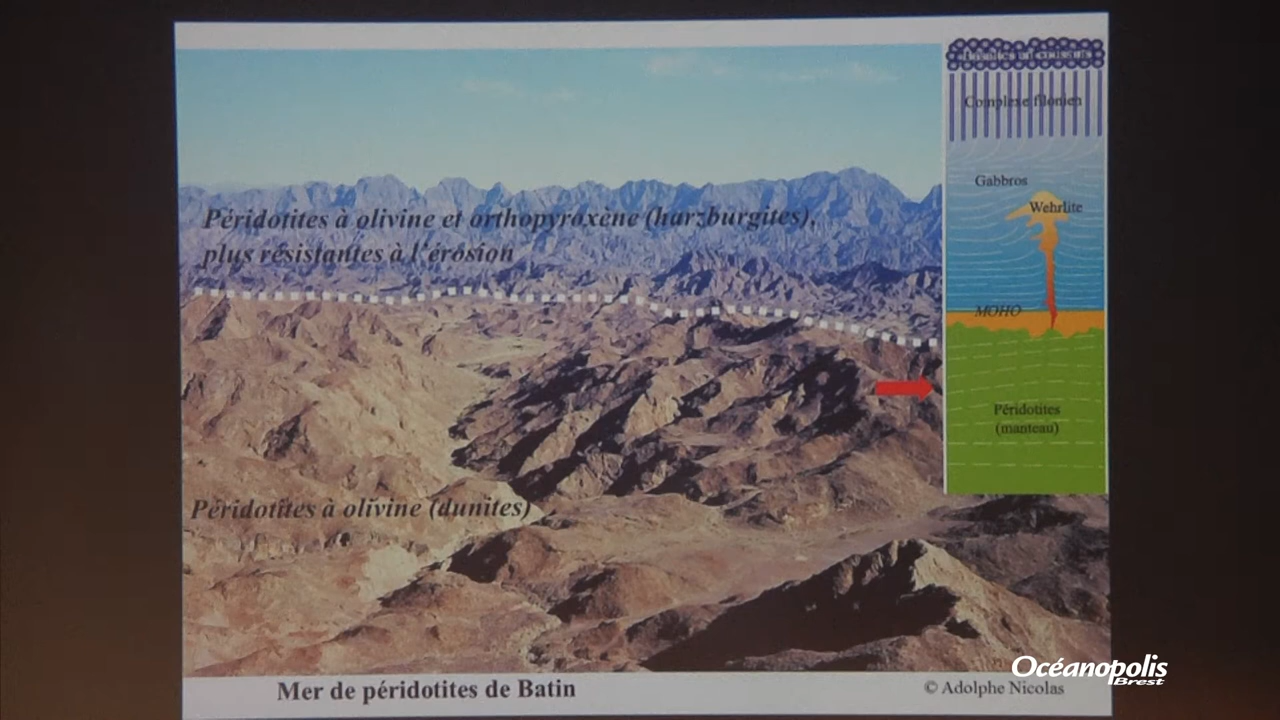 Péridotites à olivine et orthopyroxène (harzburgites),
plus résistantes à l'érosion
Péridotites à olivine (dunites)
Complexe filonien
Gabbros
Wehrlite
MOHO
Péridotites
(manteau)
Mer de péridotites de Batin
© Adolphe Nicolas
Océanopolis
Brest